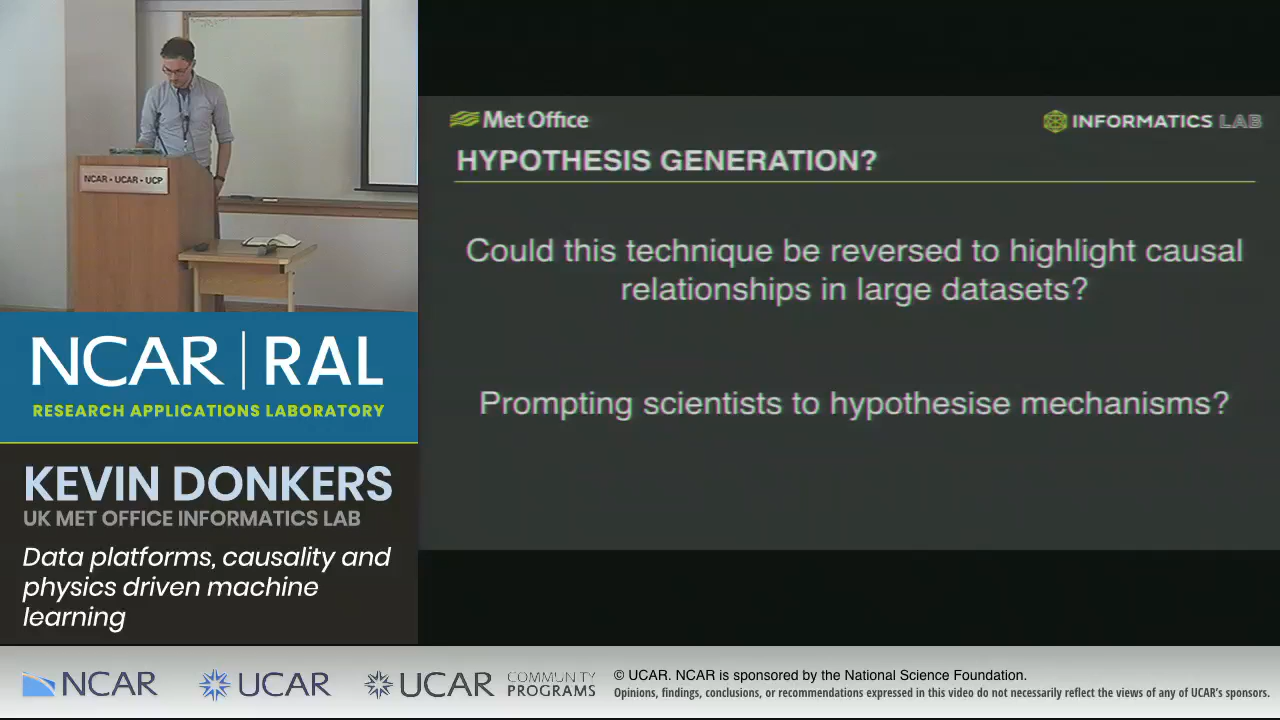 NCAR • UCAR • UCP
NCAR | RAL
RESEARCH APPLICATIONS LABORATORY
KEVIN DONKERS
UK MET OFFICE INFORMATICS LAB
Data platforms, causality and
physics driven machine
learning
Met Office
INFORMATICS LAB
HYPOTHESIS GENERATION?
Could this technique be reversed to highlight causal
relationships in large datasets?
Prompting scientists to hypothesise mechanisms?
NCAR
UCAR
UCAR COMMUNITY
PROGRAMS
© UCAR. NCAR is sponsored by the National Science Foundation.
Opinions, findings, conclusions, or recommendations expressed in this video do not necessarily reflect the views of any of UCAR's sponsors.